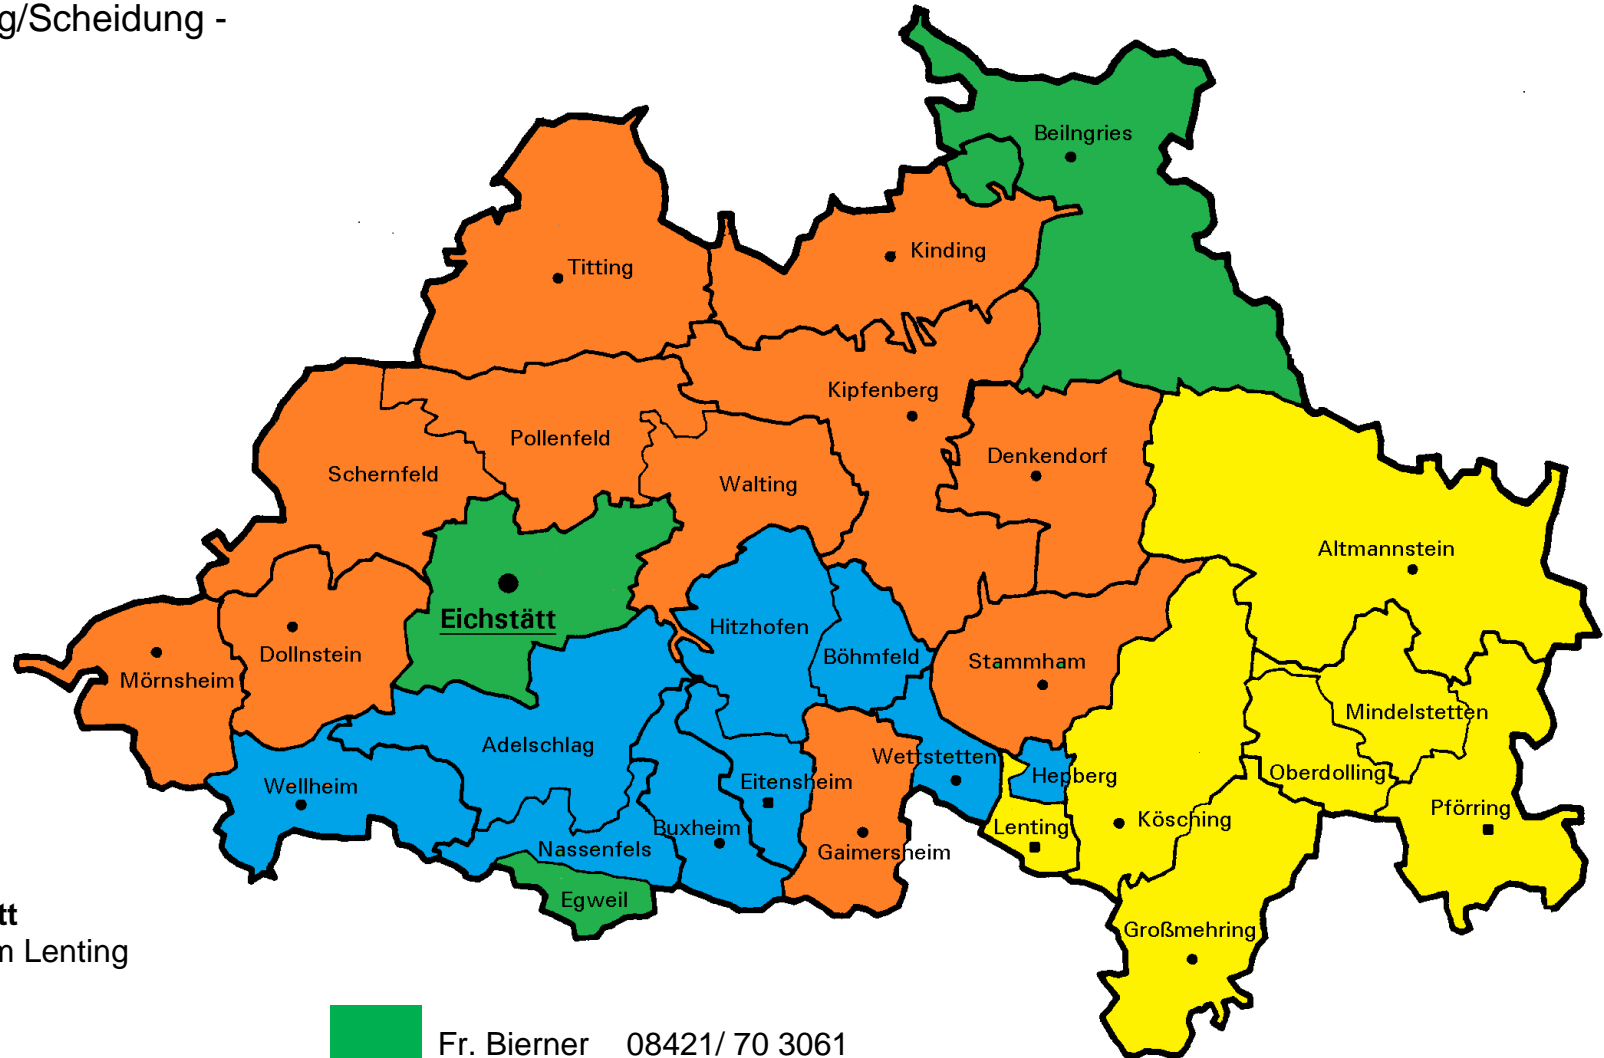 g/Scheidung -
Beilngries
Kinding
Titting
Kipfenberg
Pollenfeld
Denkendorf
Schernfeld
Walting
Altmannstein
Eichstätt
Hitzhofen
Dollnstein
Böhmfeld
Stammham
Mörnsheim
Mindelstetten
Adelschlag
Wettstetten
Oberdolling
Hepberg
Eitensheim
Wellheim
Pförring
Kösching
Lenting
Buxheim
Nassenfels
Gaimersheim
Egweil
Großmehring
tt
m Lenting
Fr. Bierner 08421/ 70 3061